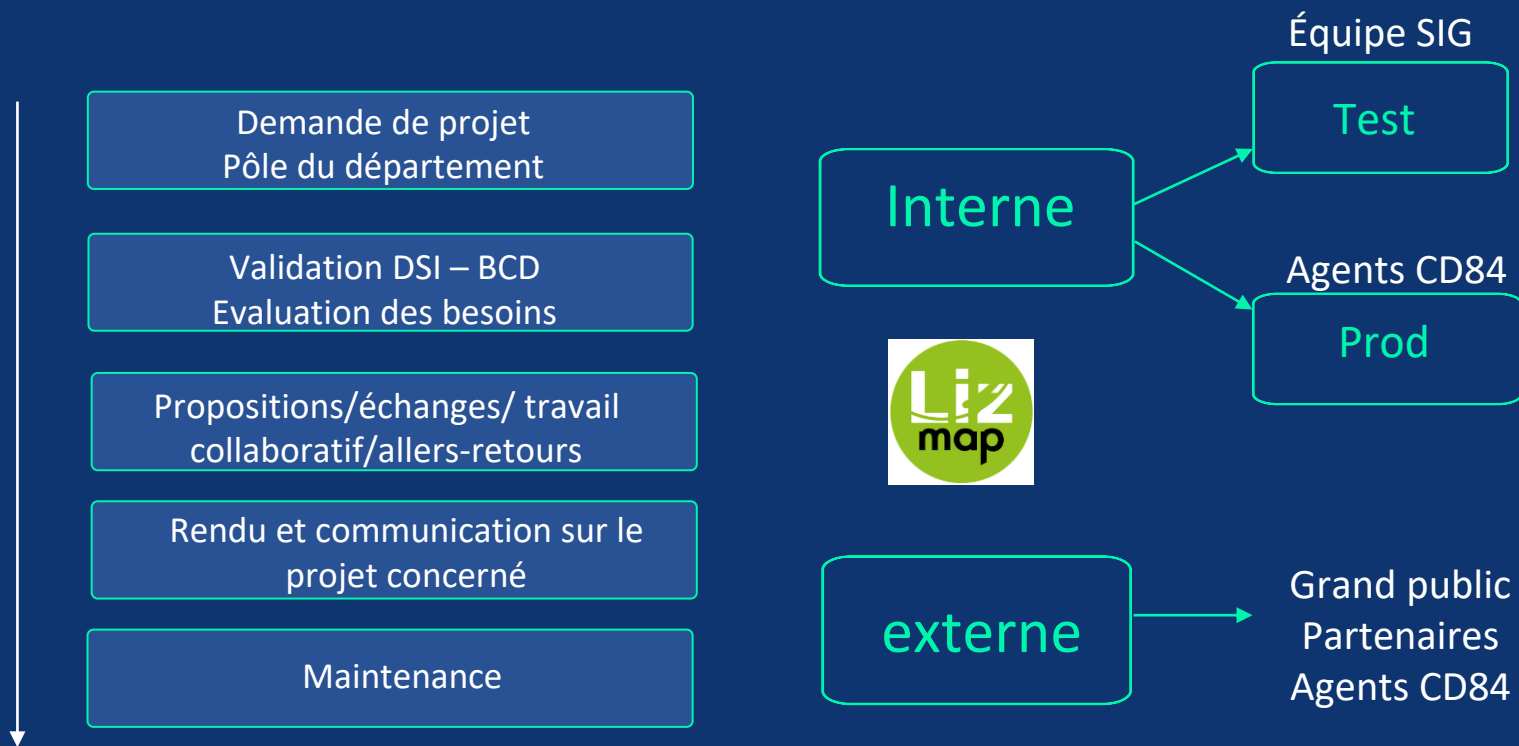 Demande de projet
Pôle du département
Validation DSI – BCD
Evaluation des besoins
Propositions/échanges/ travail
collaboratif/allers-retours
Rendu et communication sur le
projet concerné
Maintenance
Équipe SIG
Test
Interne
Agents CD84
Prod
Liz
map
externe
Grand public
Partenaires
Agents CD84